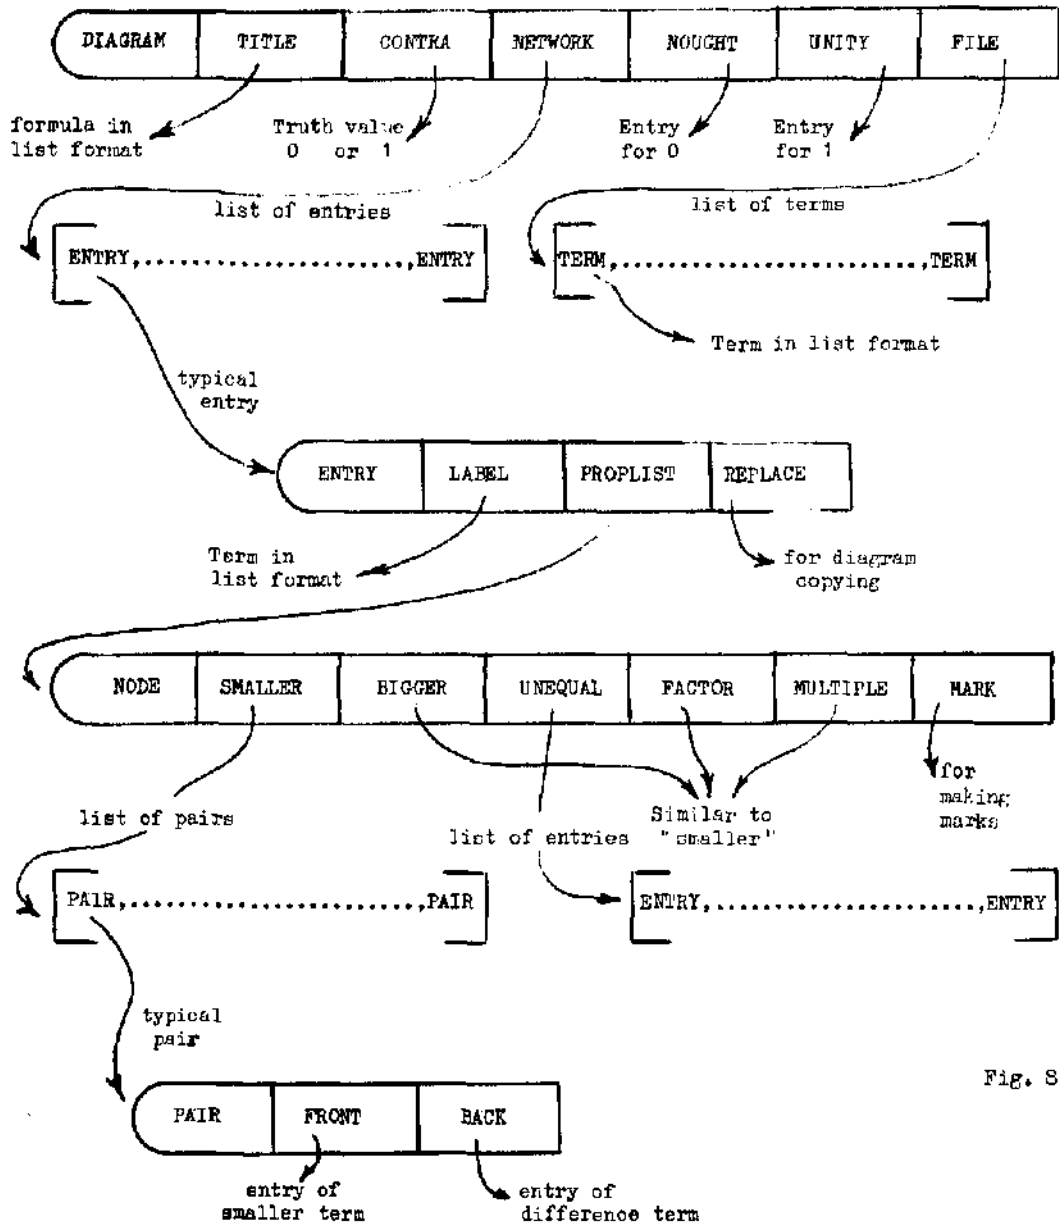 DIAGRAM TITLE CONTRA NETWORK NOUGHT UNITY FILE
formula in
list format
Truth value
0 or 1
Entry
for 0
Entry
for 1
list of entries
list of terms
ENTRY,......................,ENTRY
TERM,........................,TERM
Term in list format
typical
entry
ENTRY LABEL PROPLIST REPLACE
Term in
list format
for diagram
copying
NODE SMALLER BIGGER UNEQUAL FACTOR MULTIPLE MARK
list of pairs
list of entries
Similar to
"smaller"
for
making
marks
PAIR,.......................,PAIR
ENTRY,.....................,ENTRY
typical
pair
Fig. 8
PAIR FRONT BACK
entry of
smaller term
entry of
difference term